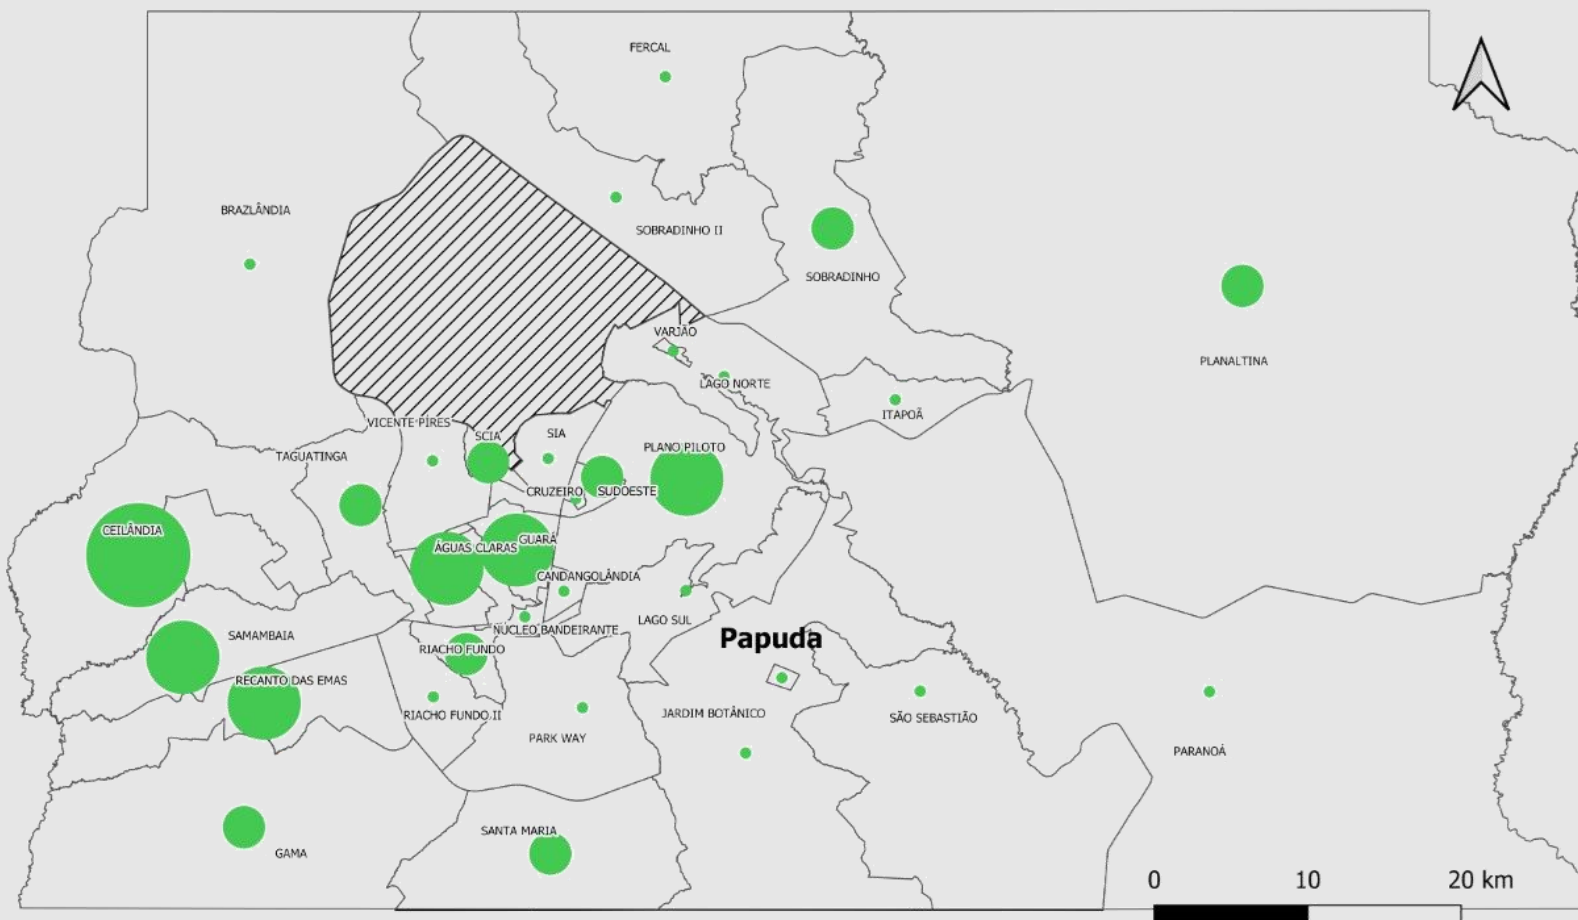 FERCAL
BRAZLÂNDIA
SOBRADINHO II
SOBRADINHO
VARJÃO
PLANALTINA
LAGO NORTE
ITAPOÃ
VICENTE PIRES
SCIA
SIA
TAGUATINGA
PLANO PILOTO
CRUZEIRO
SUDOESTE
CEILÂNDIA
ÁGUAS CLARAS
GUARÁ
CANDANGOLÂNDIA
LAGO SUL
NÚCLEO BANDEIRANTE
SAMAMBAIA
Papuda
RIACHO FUNDO
RECANTO DAS EMAS
RIACHO FUNDO II
JARDIM BOTÂNICO
SÃO SEBASTIÃO
PARK WAY
PARANOÁ
SANTA MARIA
GAMA
0 10 20 km